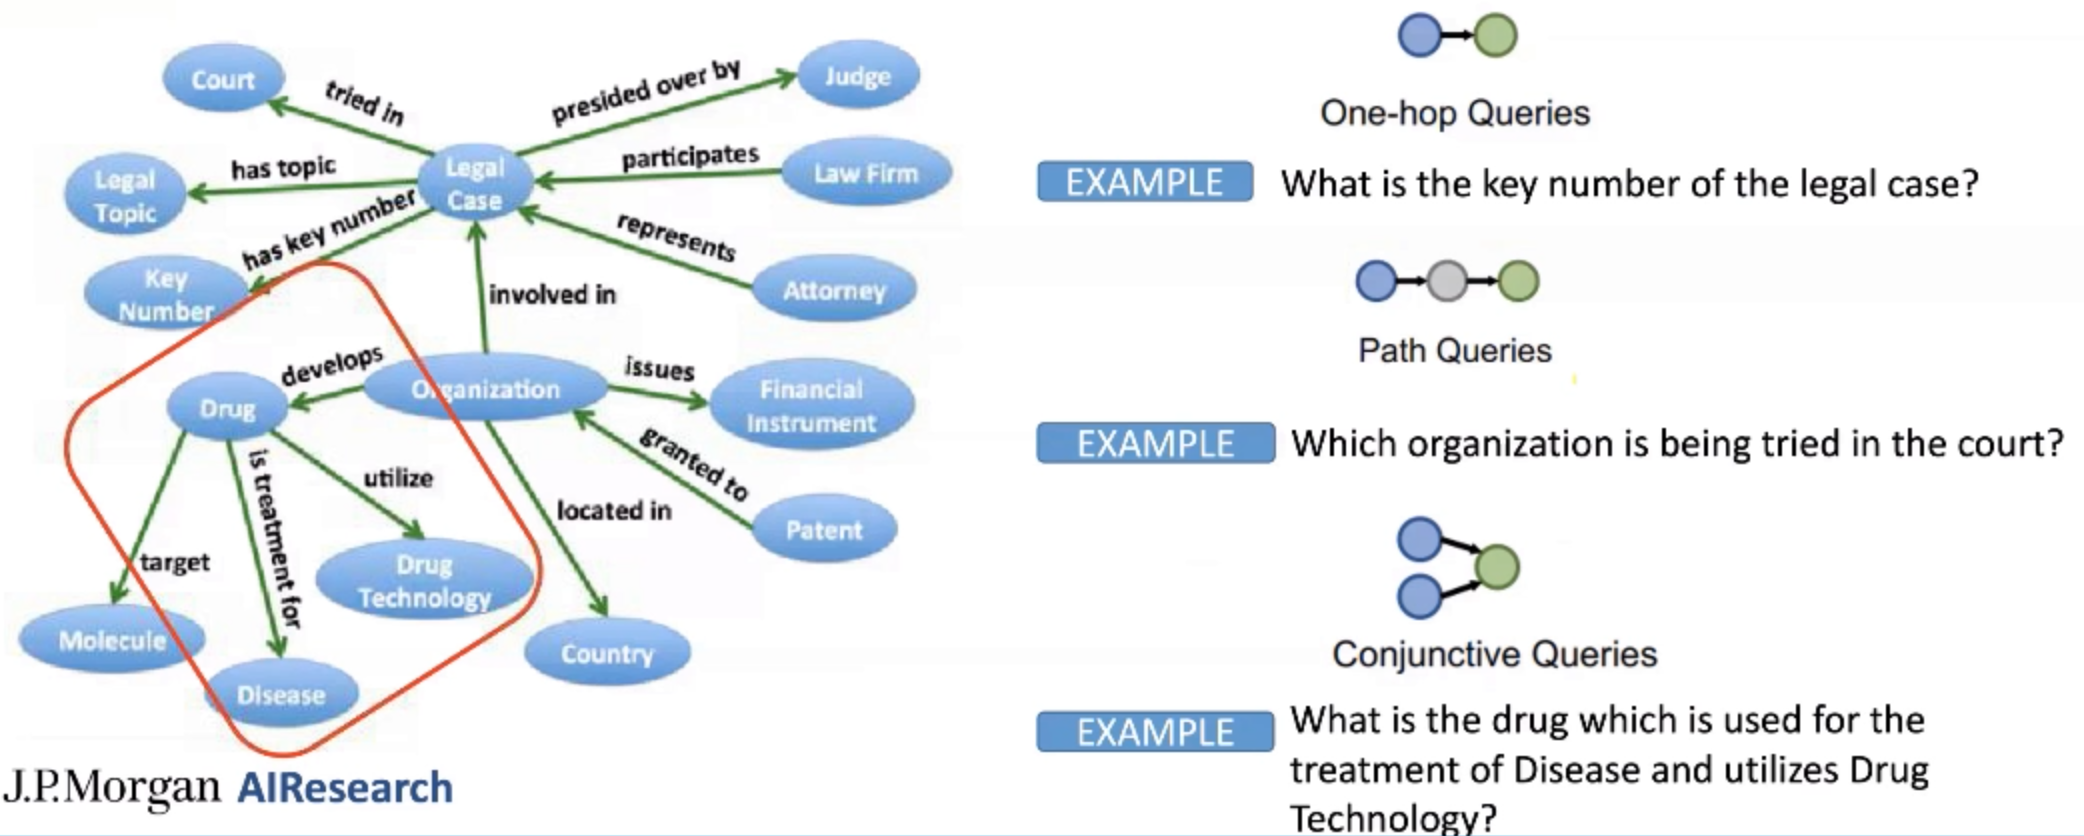 Court
tried in
presided over by
Judge
Legal
Case
participates
Law Firm
has topic
Legal
Topic
has key number
represents
Key
Number
involved in
Attorney
develops
Organization
issues
Financial
Instrument
Drug
granted to
is treatment for
utilize
located in
Patent
target
Drug
Technology
Molecule
Country
Disease
J.P.Morgan AIResearch
One-hop Queries
EXAMPLE What is the key number of the legal case?
Path Queries
EXAMPLE Which organization is being tried in the court?
Conjunctive Queries
EXAMPLE What is the drug which is used for the
treatment of Disease and utilizes Drug
Technology?